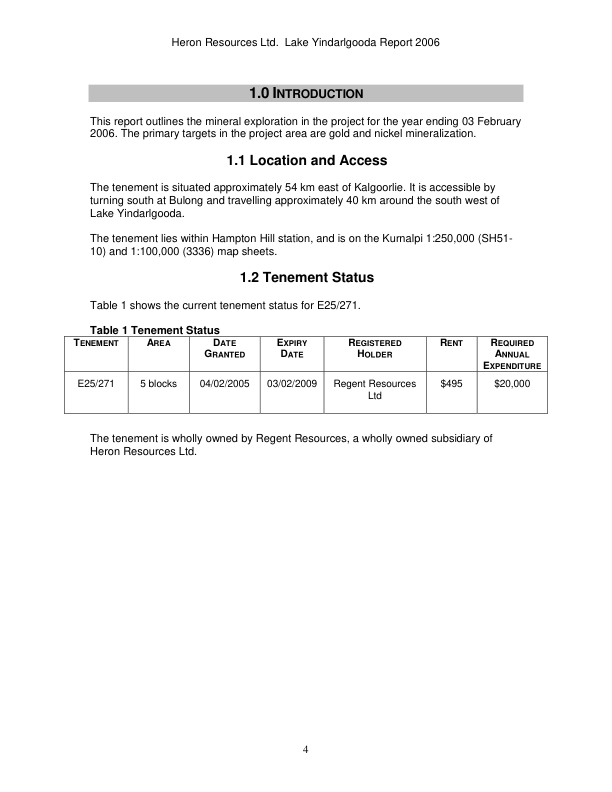 Heron Resources Ltd.  Lake Yindarlgooda Report 2006
1.0 INTRODUCTION
This report outlines the mineral exploration in the project for the year ending 03 February
2006. The primary targets in the project area are gold and nickel mineralization.
1.1 Location and Access
The tenement is situated approximately 54 km east of Kalgoorlie. It is accessible by
turning south at Bulong and travelling approximately 40 km around the south west of
Lake Yindarlgooda.
The tenement lies within Hampton Hill station, and is on the Kurnalpi 1:250,000 (SH51-
10) and 1:100,000 (3336) map sheets.
1.2 Tenement Status
Table 1 shows the current tenement status for E25/271.
Table 1 Tenement Status
TENEMENT AREA DATE EXPIRY REGISTERED RENT REQUIRED
GRANTED DATE HOLDER ANNUAL
EXPENDITURE
E25/271 5 blocks 04/02/2005 03/02/2009 Regent Resources $495 $20,000
Ltd
The tenement is wholly owned by Regent Resources, a wholly owned subsidiary of
Heron Resources Ltd.
4